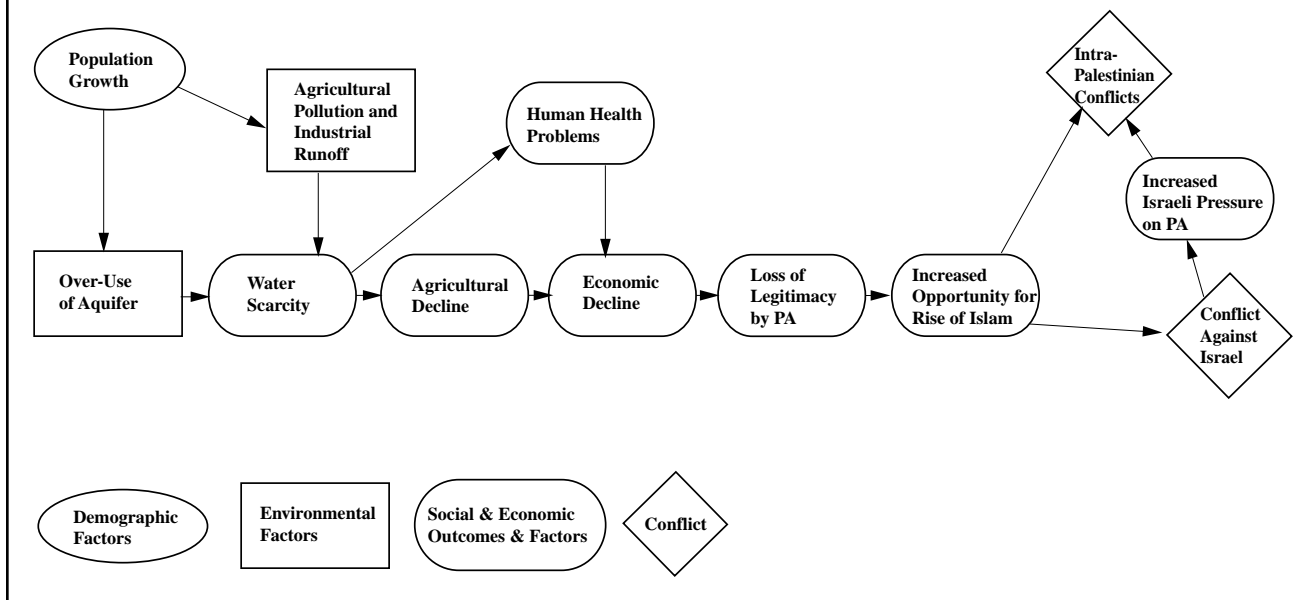 Population
Growth
Agricultural
Pollution and
Industrial
Runoff
Human Health
Problems
Intra-
Palestinian
Conflicts
Increased
Israeli Pressure
on PA
Over-Use
of Aquifer
Water
Scarcity
Agricultural
Decline
Economic
Decline
Loss of
Legitimacy
by PA
Increased
Opportunity for
Rise of Islam
Conflict
Against
Israel
Demographic
Factors
Environmental
Factors
Social & Economic
Outcomes & Factors
Conflict